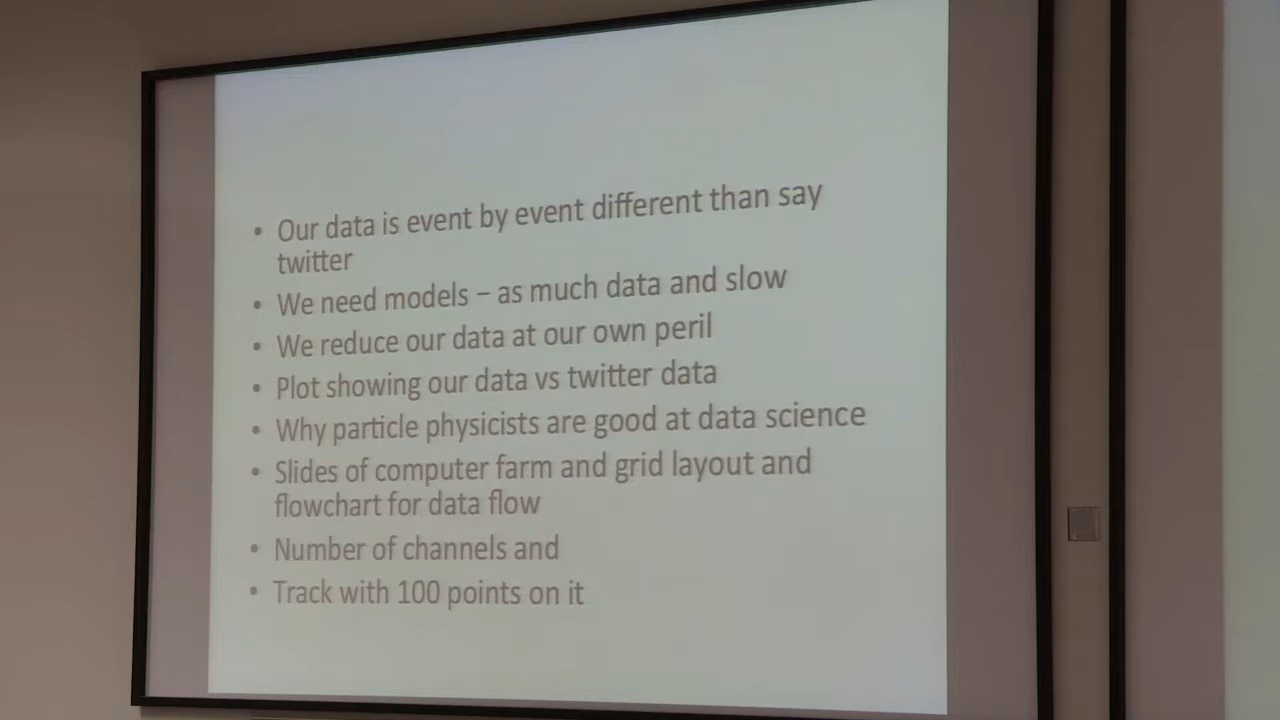 • Our data is event by event different than say
twitter
• We need models – as much data and slow
• We reduce our data at our own peril
• Plot showing our data vs twitter data
• Why particle physicists are good at data science
• Slides of computer farm and grid layout and
flowchart for data flow
• Number of channels and
• Track with 100 points on it